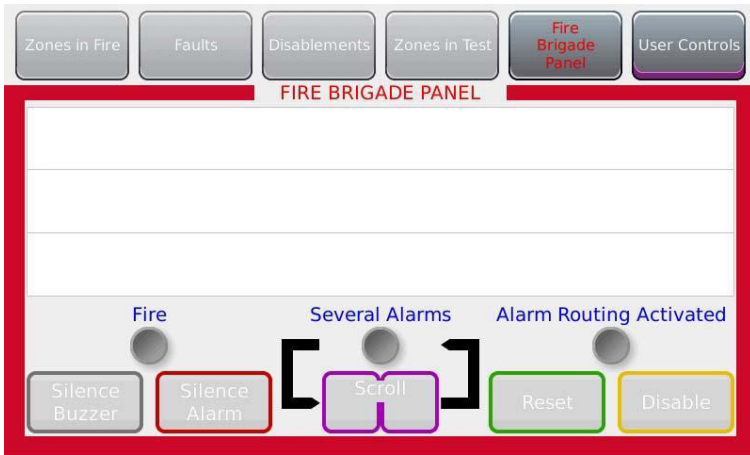 Zones in Fire
Faults
Disablements
Zones in Test
Fire
Brigade
Panel
User Controls
FIRE BRIGADE PANEL
Fire
Several Alarms
Alarm Routing Activated
Silence
Buzzer
Silence
Alarm
Scroll
Reset
Disable